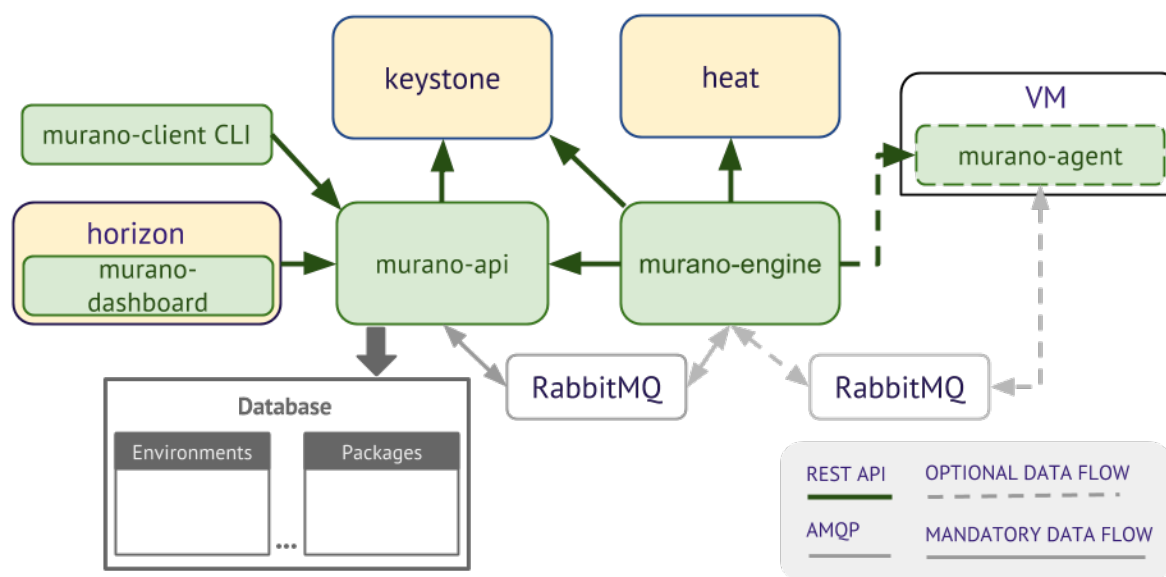 keystone
heat
VM
murano-client CLI
murano-agent
horizon
murano-
dashboard
murano-api
murano-engine
RabbitMQ
RabbitMQ
Database
Environments
Packages
...
REST API
OPTIONAL DATA FLOW
AMQP
MANDATORY DATA FLOW